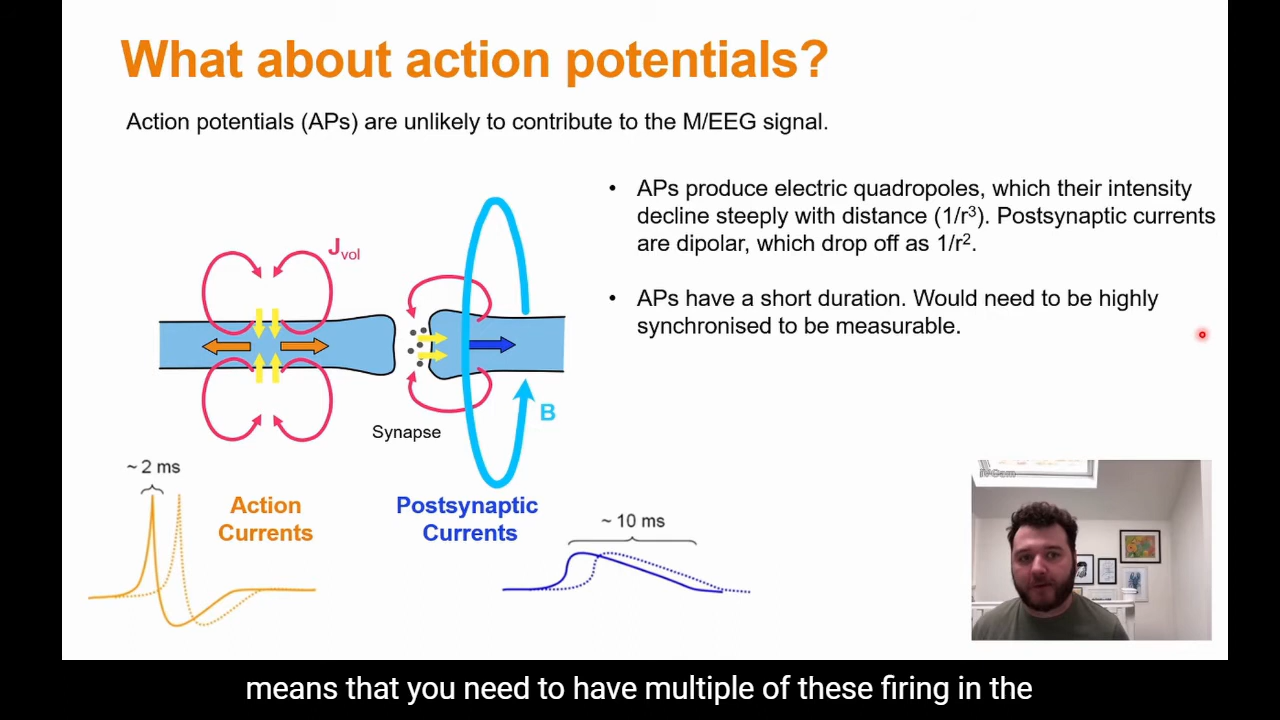 What about action potentials?
Action potentials (APs) are unlikely to contribute to the M/EEG signal.
• APs produce electric quadropoles, which their intensity
decline steeply with distance (1/r³). Postsynaptic currents
are dipolar, which drop off as 1/r².
• APs have a short duration. Would need to be highly
synchronised to be measurable.
Jvol
B
Synapse
~ 2 ms
Action
Currents
Postsynaptic
Currents
~ 10 ms
means that you need to have multiple of these firing in the